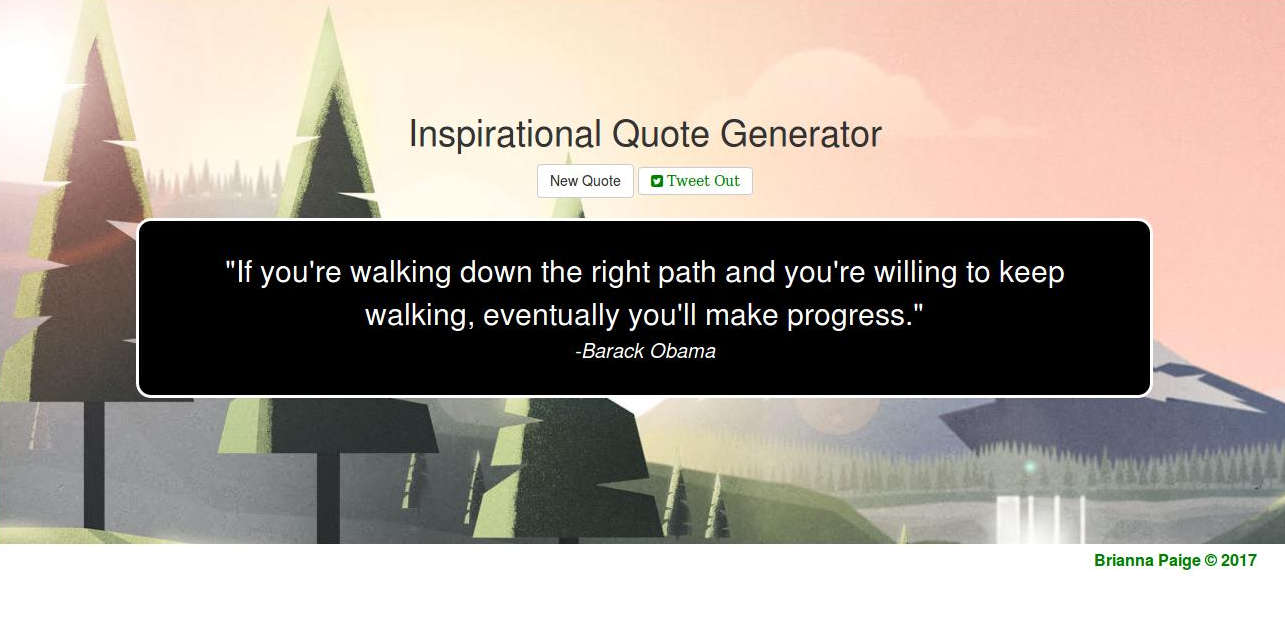 Inspirational Quote Generator
New Quote
Tweet Out
"If you're walking down the right path and you're willing to keep
walking, eventually you'll make progress."
-Barack Obama
Brianna Paige © 2017